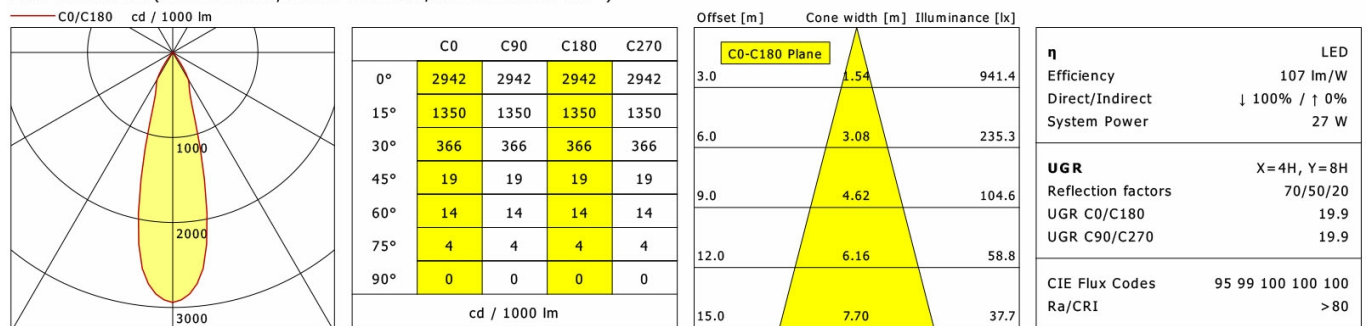 C0/C180 cd / 1000 lm
1000
2000
3000
C0 C90 C180 C270
0° 2942 2942 2942 2942
15° 1350 1350 1350 1350
30° 366 366 366 366
45° 19 19 19 19
60° 14 14 14 14
75° 4 4 4 4
90° 0 0 0 0
cd / 1000 lm
Offset [m] Cone width [m] Illuminance [lx]
C0-C180 Plane
3.0 1.54 941.4
6.0 3.08 235.3
9.0 4.62 104.6
12.0 6.16 58.8
15.0 7.70 37.7
η LED
Efficiency 107 lm/W
Direct/Indirect ↓ 100% / ↑ 0%
System Power 27 W
UGR X=4H, Y=8H
Reflection factors 70/50/20
UGR C0/C180 19.9
UGR C90/C270 19.9
CIE Flux Codes 95 99 100 100 100
Ra/CRI >80